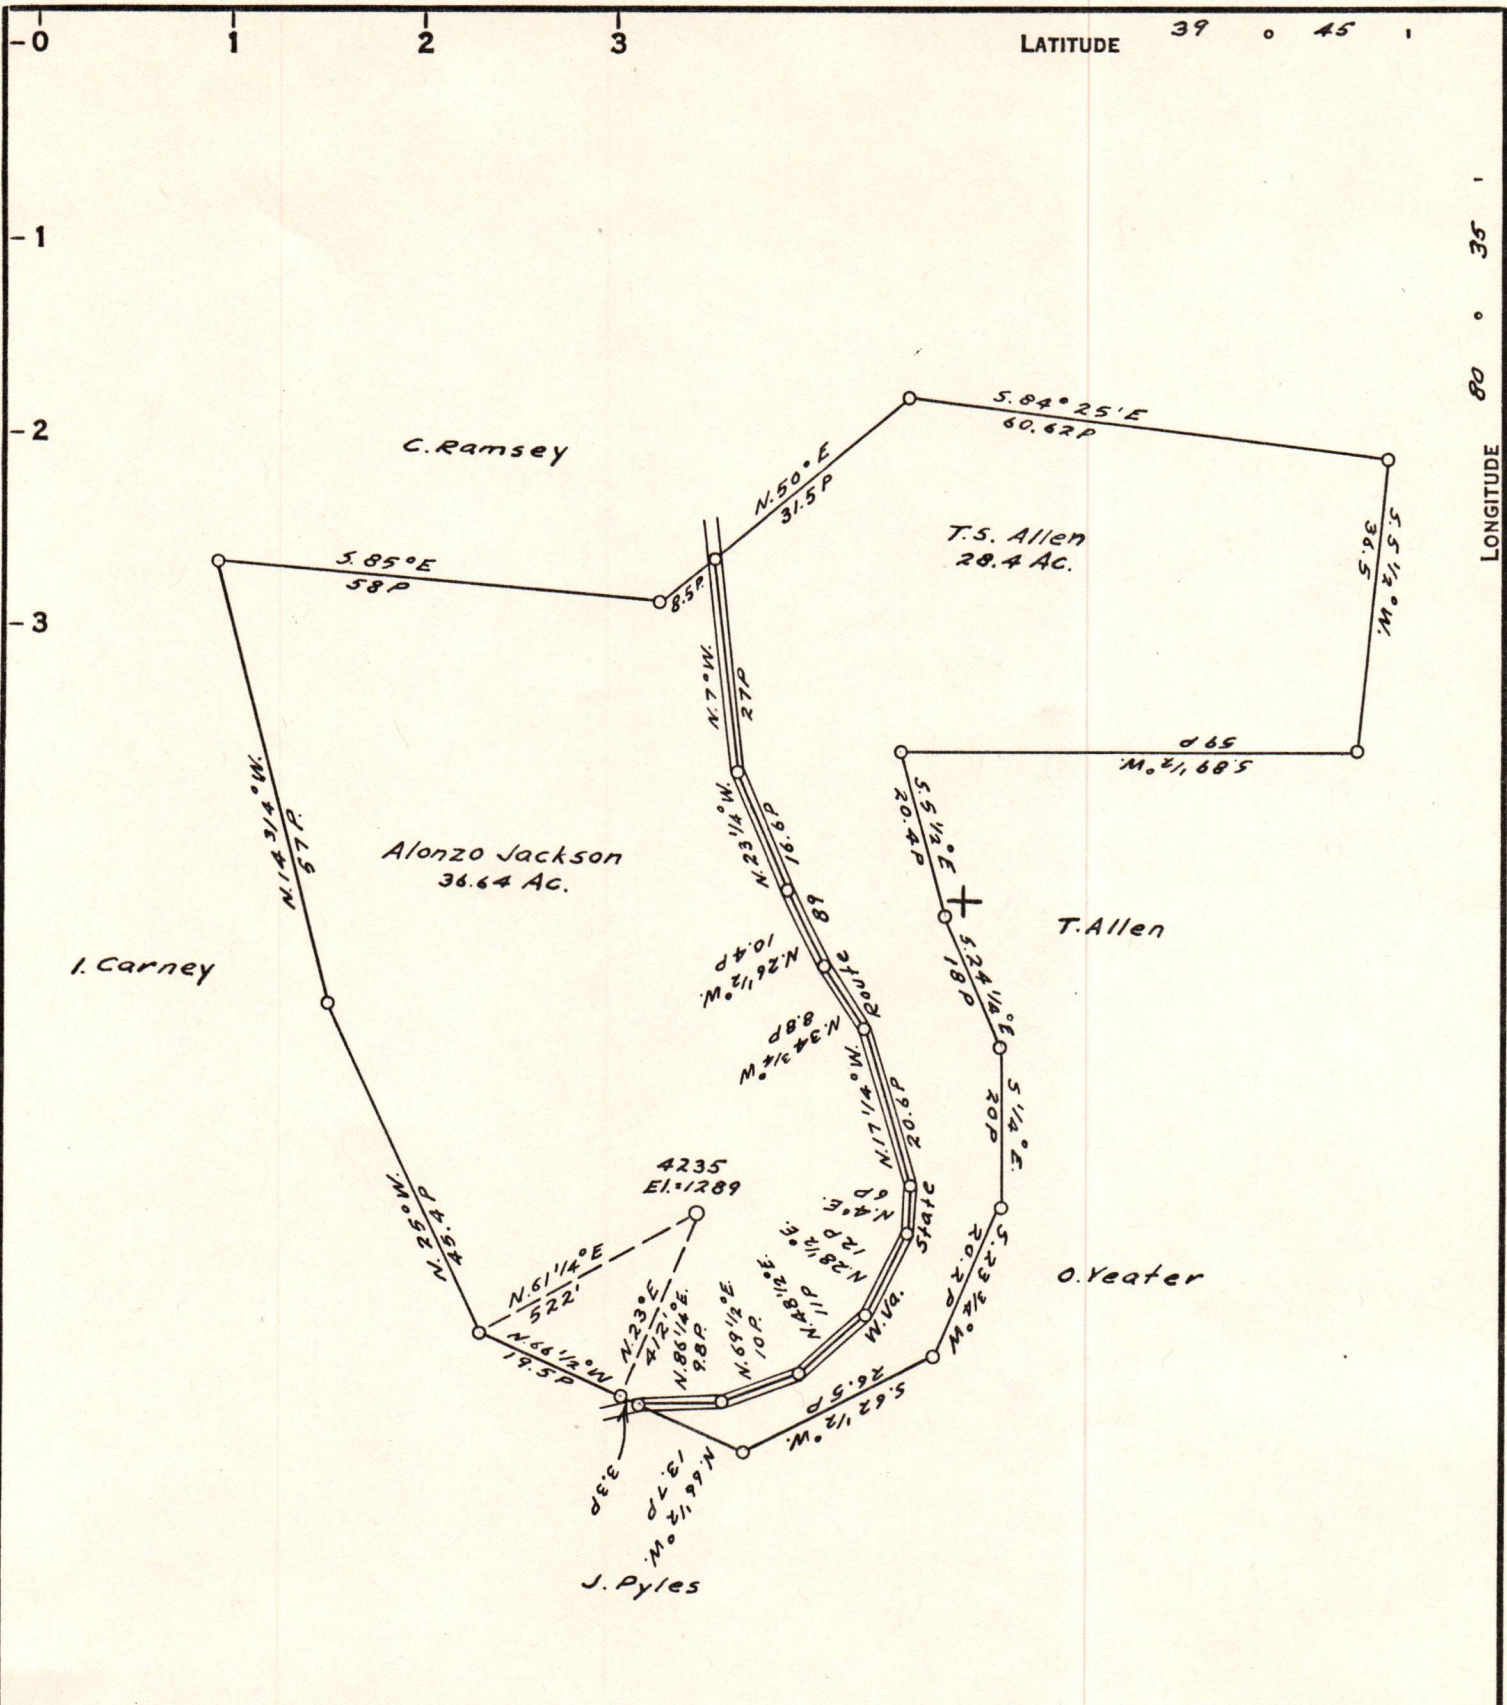 0 1 2 3 LATITUDE 39 ° 45 '
1
2
3
LONGITUDE 80 ° 35 '
C. Ramsey
S. 84° 25' E
60.62 P
N. 50° E
31.5 P
T.S. Allen
28.4 Ac.
S. 5 1/2° W.
36.5
S. 85° E
58 P
8.5 P.
N. 7° W.
27 P
S. 89 1/2° W.
59 P
N. 14 3/4° W.
57 P.
Alonzo Jackson
36.64 Ac.
N. 23 1/4° W.
16.6 P
S. 5 1/2° E
20.4 P
T. Allen
I. Carney
N. 26 1/2° W.
10.4 P
S. 24 1/4° E
18 P
N. 34 3/4° W
8.8 P
N. 17 1/4° W.
20.6 P
S 1/4° E.
20 P
W. Va. State Route 89
4235
El.=1289
N. 4° E.
6 P
N. 25° W.
45.4 P
N. 28 1/2° E.
12 P
S. 23 3/4° W
20.2 P
O. Yeater
N. 61 1/4° E
522'
N. 48 1/2° E.
11 P
N. 23° E
412'
N. 86 1/4° E.
9.8 P.
N. 69 1/2° E.
10 P.
N. 66 1/2° W
19.5 P
S. 62 1/2° W.
26.5 P
3.3 P
N. 66 1/2° W.
13.7 P
J. Pyles